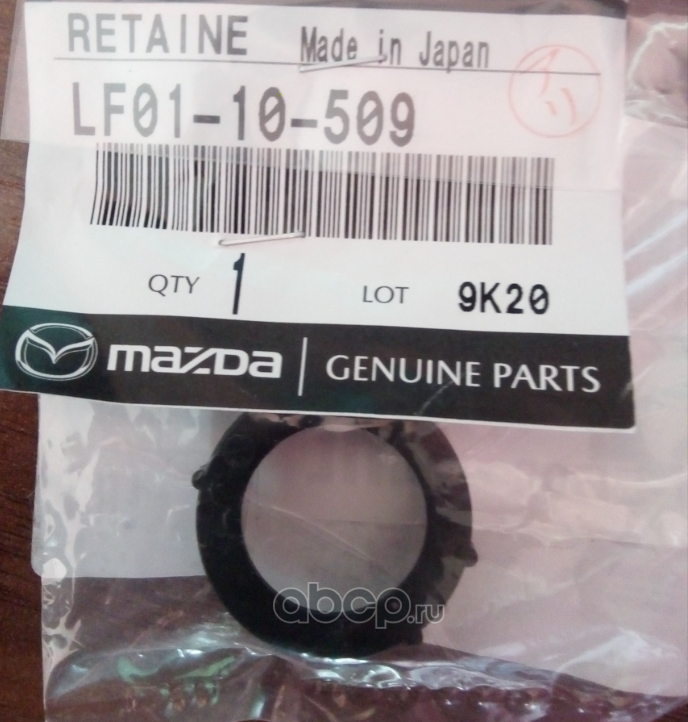 RETAINE Made in Japan
LF01-10-509
QTY 1 LOT 9K20
mazda GENUINE PARTS
abcp.ru